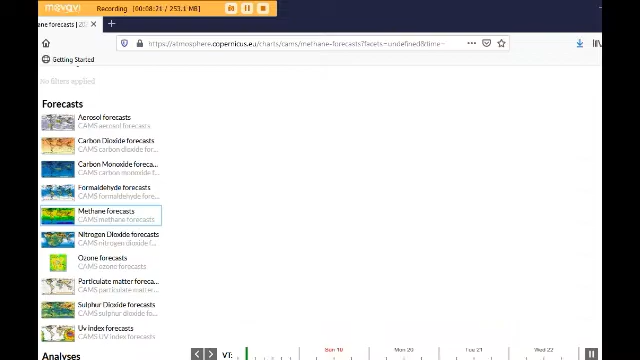 movavi
Recording (00:08:21 / 253.1 MB)
ane forecasts | 20
https://atmosphere.copernicus.eu/charts/cams/methane-forecasts?facets=undefined&time=
Getting Started
No filters applied
Forecasts
Aerosol forecasts
CAMS aerosol forecasts
Carbon Dioxide forecasts
CAMS carbon dioxide for...
Carbon Monoxide foreca...
CAMS carbon monoxide f...
Formaldehyde forecasts
CAMS formaldehyde fore...
Methane forecasts
CAMS methane forecasts
Nitrogen Dioxide forecasts
CAMS nitrogen dioxide f...
Ozone forecasts
CAMS ozone forecasts
Particulate matter foreca...
CAMS particulate matter...
Sulphur Dioxide forecasts
CAMS sulphur dioxide for...
Uv index forecasts
CAMS UV index forecasts
Analyses
VT:
Mon 20
Tue 21
Wed 22